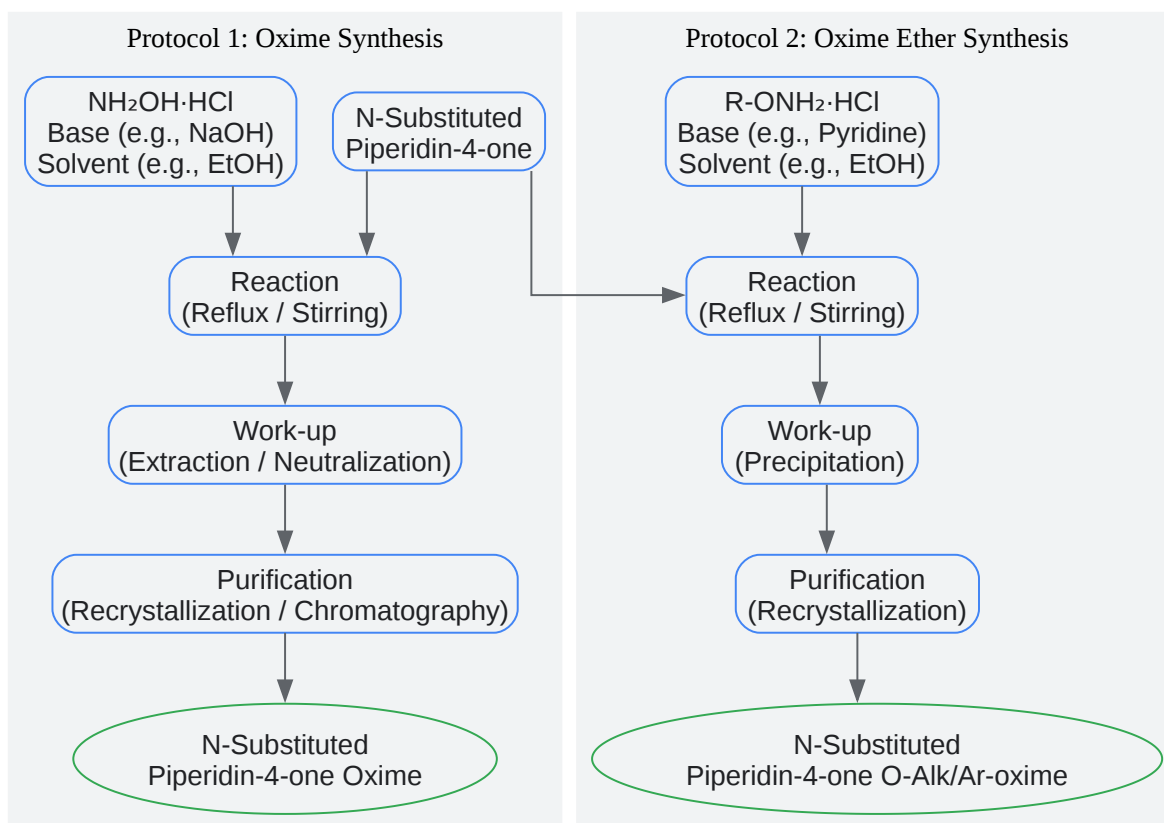 Protocol 1: Oxime Synthesis
NH₂OH·HCl
Base (e.g., NaOH)
Solvent (e.g., EtOH)
N-Substituted
Piperidin-4-one
Reaction
(Reflux / Stirring)
Work-up
(Extraction / Neutralization)
Purification
(Recrystallization / Chromatography)
N-Substituted
Piperidin-4-one Oxime
Protocol 2: Oxime Ether Synthesis
R-ONH₂·HCl
Base (e.g., Pyridine)
Solvent (e.g., EtOH)
Reaction
(Reflux / Stirring)
Work-up
(Precipitation)
Purification
(Recrystallization)
N-Substituted
Piperidin-4-one O-Alk/Ar-oxime